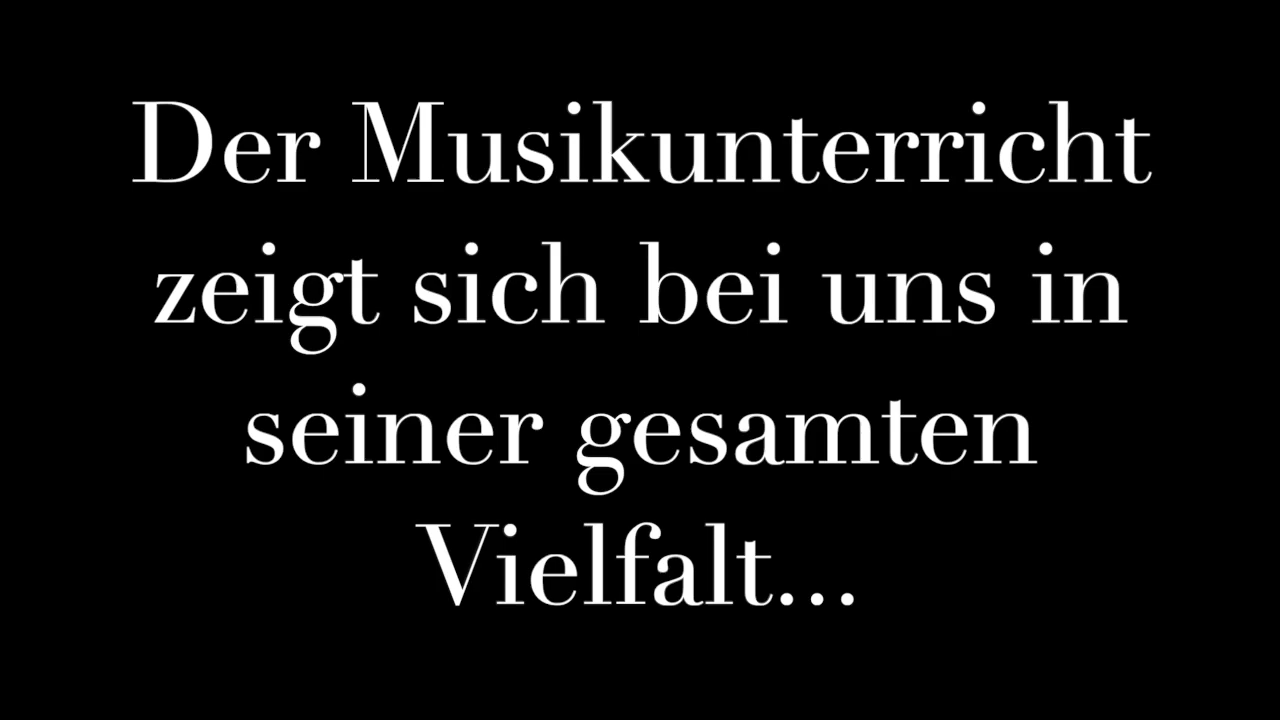 Der Musikunterricht
zeigt sich bei uns in
seiner gesamten
Vielfalt...